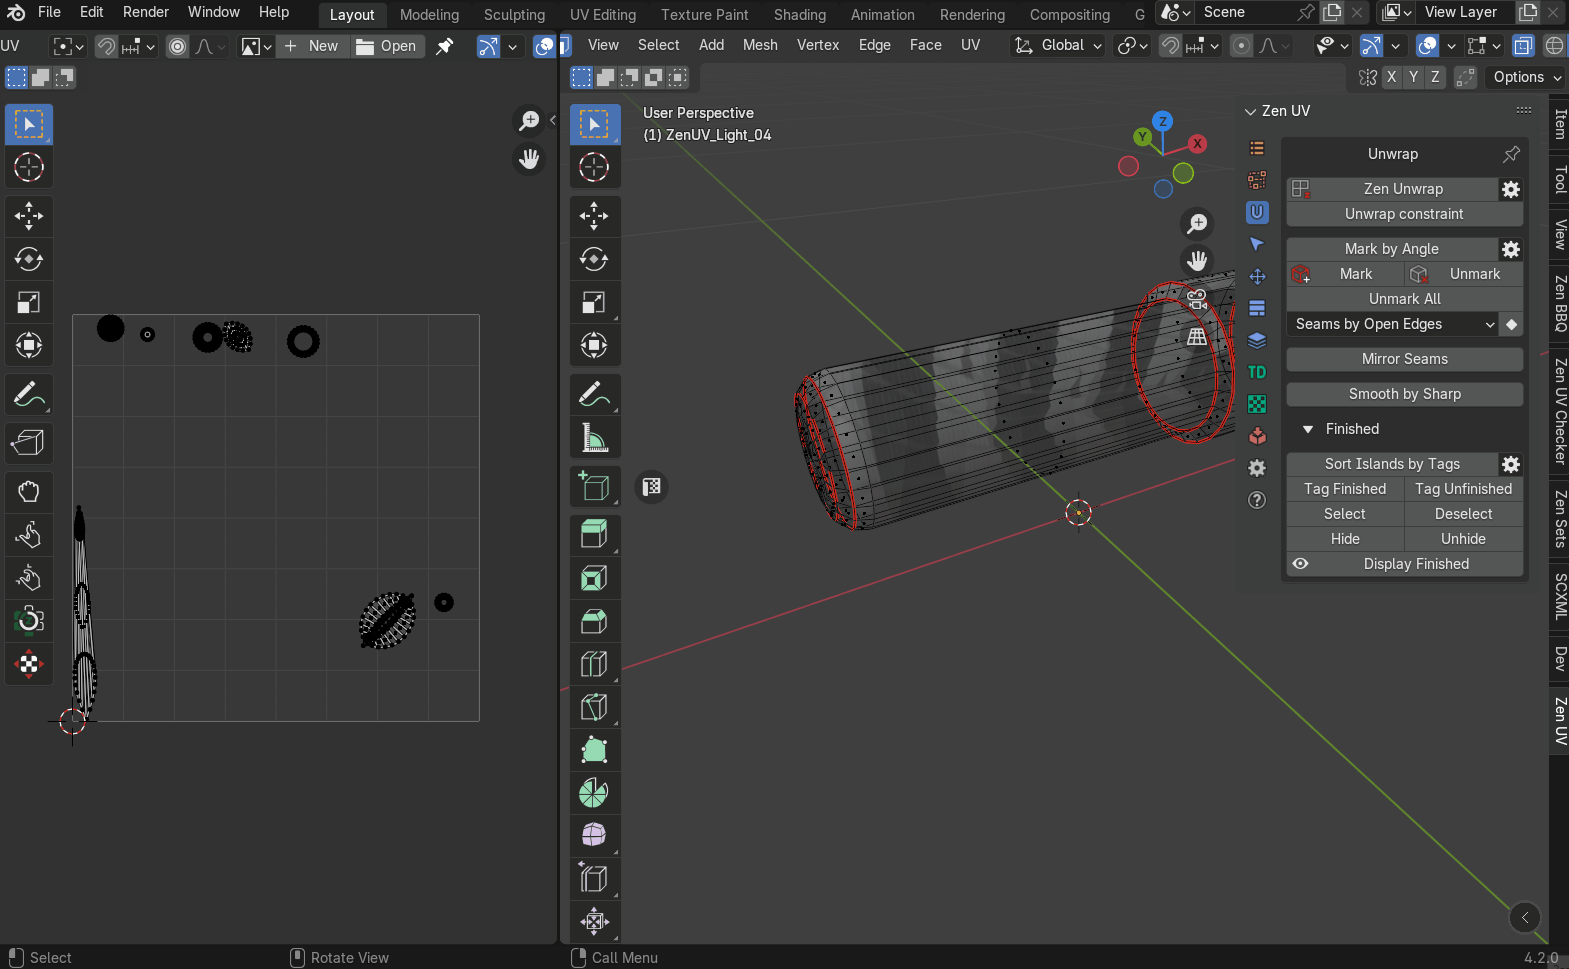 File Edit Render Window Help Layout Modeling Sculpting UV Editing Texture Paint Shading Animation Rendering Compositing G Scene View Layer
UV New Open View Select Add Mesh Vertex Edge Face UV Global
X Y Z Options
User Perspective
(1) ZenUV_Light_04
Z
Y
X
Zen UV
Unwrap
Zen Unwrap
Unwrap constraint
Mark by Angle
Mark Unmark
Unmark All
Seams by Open Edges
Mirror Seams
TD
Smooth by Sharp
Finished
Sort Islands by Tags
Tag Finished Tag Unfinished
Select Deselect
Hide Unhide
Display Finished
Item
Tool
View
Zen BBQ
Zen UV Checker
Zen Sets
SCXML
Dev
Zen UV
Select Rotate View Call Menu 4.2.0